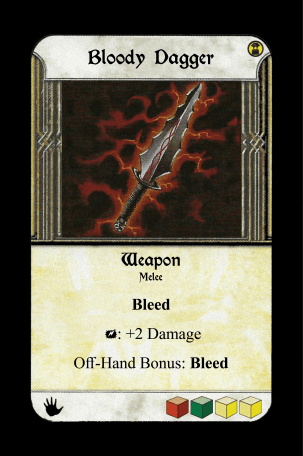 Bloody Dagger
Weapon
Melee
Bleed
: +2 Damage
Off-Hand Bonus: Bleed